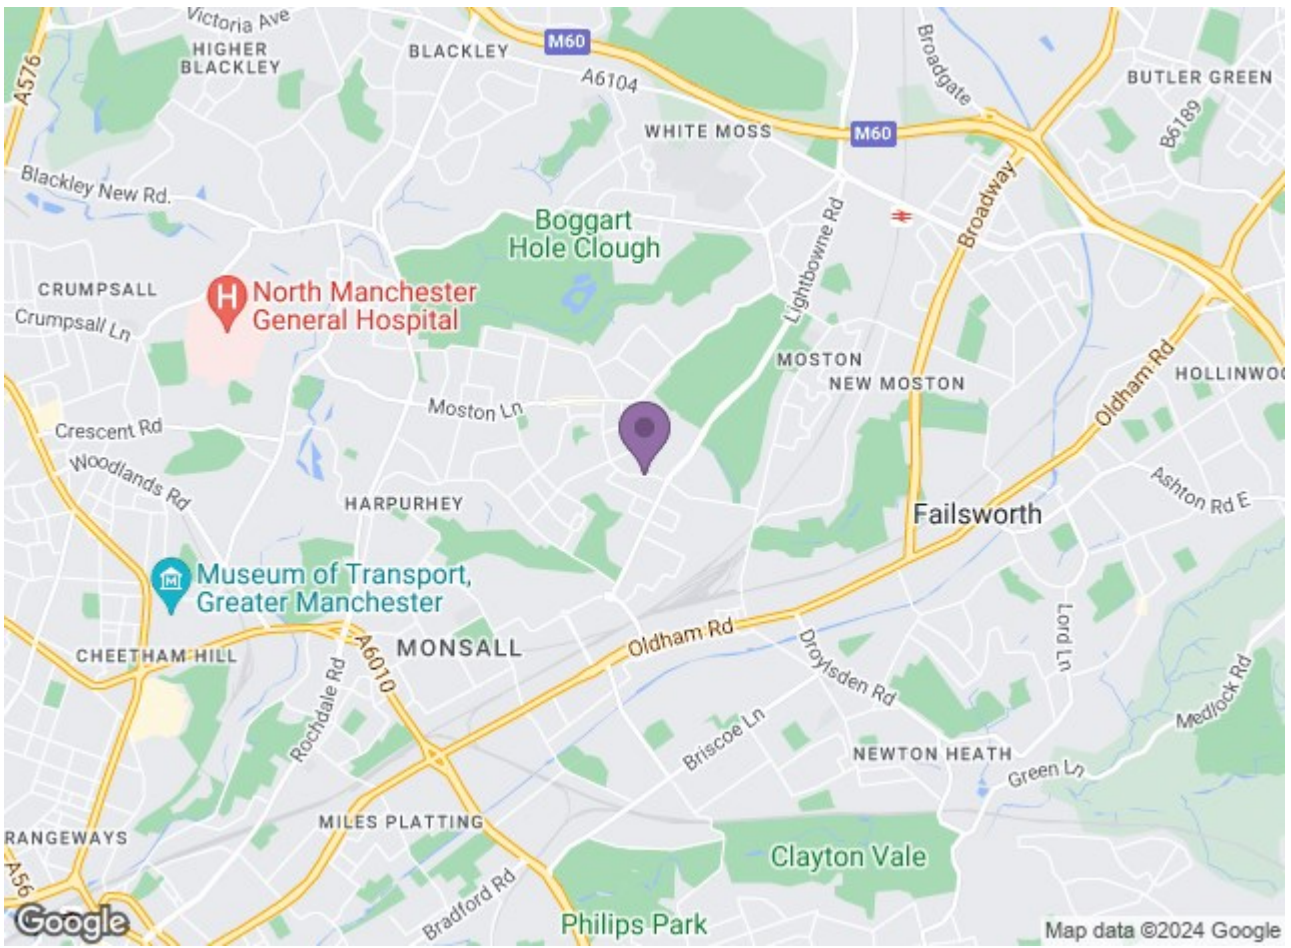 Victoria Ave
HIGHER
BLACKLEY
BLACKLEY
M60
A6104
Broadgate
BUTLER GREEN
A576
WHITE MOSS
M60
B6189
Blackley New Rd.
Boggart
Hole Clough
Lightbowne Rd
Broadway
CRUMPSALL
Crumpsall Ln
H
North Manchester
General Hospital
MOSTON
NEW MOSTON
Oldham Rd
HOLLINWOO
Moston Ln
Crescent Rd
Woodlands Rd
HARPURHEY
Failsworth
Ashton Rd E
M
Museum of Transport,
Greater Manchester
CHEETHAM HILL
A6010
MONSALL
Oldham Rd
Droylsden Rd
Lord Ln
Rochdale Rd
Medlock Rd
Briscoe Ln
NEWTON HEATH
Green Ln
RANGEWAYS
MILES PLATTING
A56
Clayton Vale
Bradford Rd
Philips Park
Google
Map data ©2024 Google